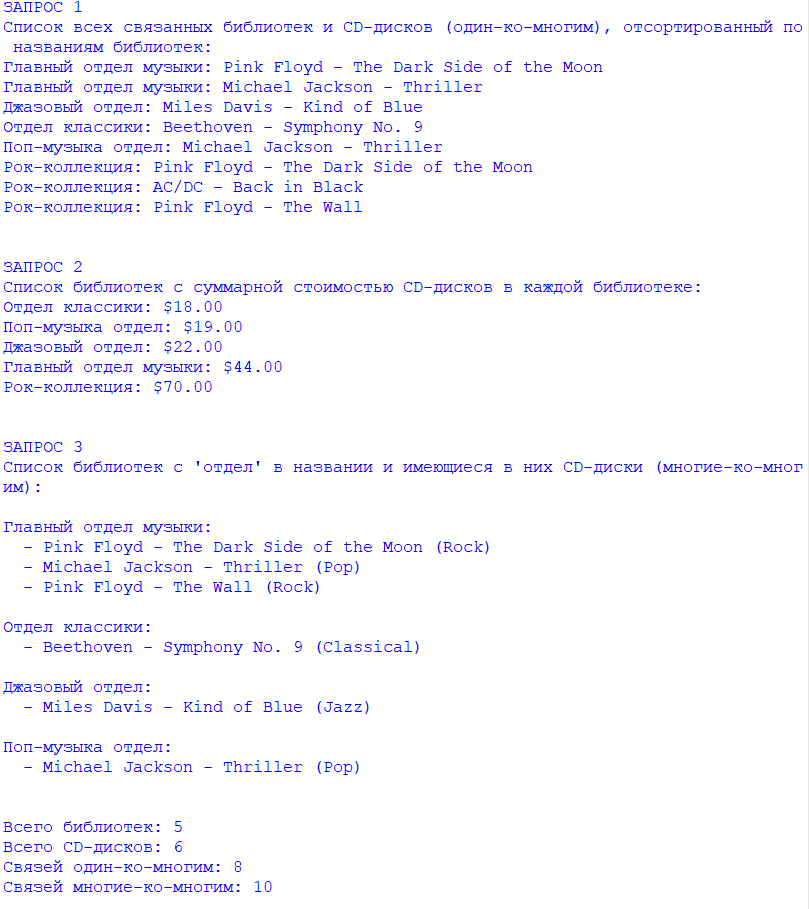 ЗАПРОС 1
Список всех связанных библиотек и CD-дисков (один-ко-многим), отсортированный по
названиям библиотек:
Главный отдел музыки: Pink Floyd - The Dark Side of the Moon
Главный отдел музыки: Michael Jackson - Thriller
Джазовый отдел: Miles Davis - Kind of Blue
Отдел классики: Beethoven - Symphony No. 9
Поп-музыка отдел: Michael Jackson - Thriller
Рок-коллекция: Pink Floyd - The Dark Side of the Moon
Рок-коллекция: AC/DC - Back in Black
Рок-коллекция: Pink Floyd - The Wall
ЗАПРОС 2
Список библиотек с суммарной стоимостью CD-дисков в каждой библиотеке:
Отдел классики: $18.00
Поп-музыка отдел: $19.00
Джазовый отдел: $22.00
Главный отдел музыки: $44.00
Рок-коллекция: $70.00
ЗАПРОС 3
Список библиотек с 'отдел' в названии и имеющиеся в них CD-диски (многие-ко-мног
им):
Главный отдел музыки:
- Pink Floyd - The Dark Side of the Moon (Rock)
- Michael Jackson - Thriller (Pop)
- Pink Floyd - The Wall (Rock)
Отдел классики:
- Beethoven - Symphony No. 9 (Classical)
Джазовый отдел:
- Miles Davis - Kind of Blue (Jazz)
Поп-музыка отдел:
- Michael Jackson - Thriller (Pop)
Всего библиотек: 5
Всего CD-дисков: 6
Связей один-ко-многим: 8
Связей многие-ко-многим: 10